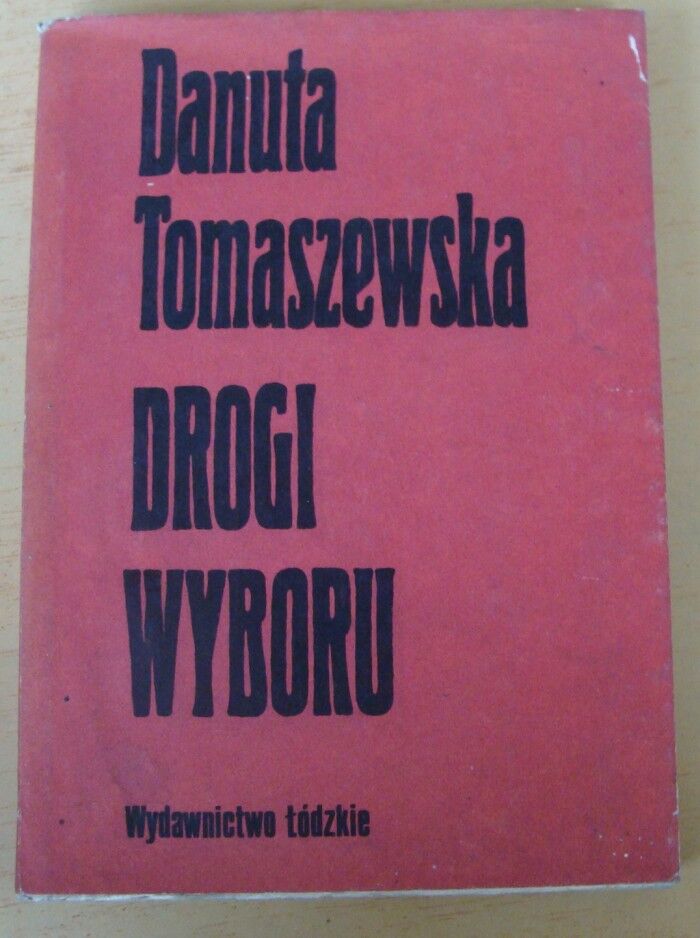 Danuta
Tomaszewska
DROGI
WYBORU
Wydawnictwo Łódzkie